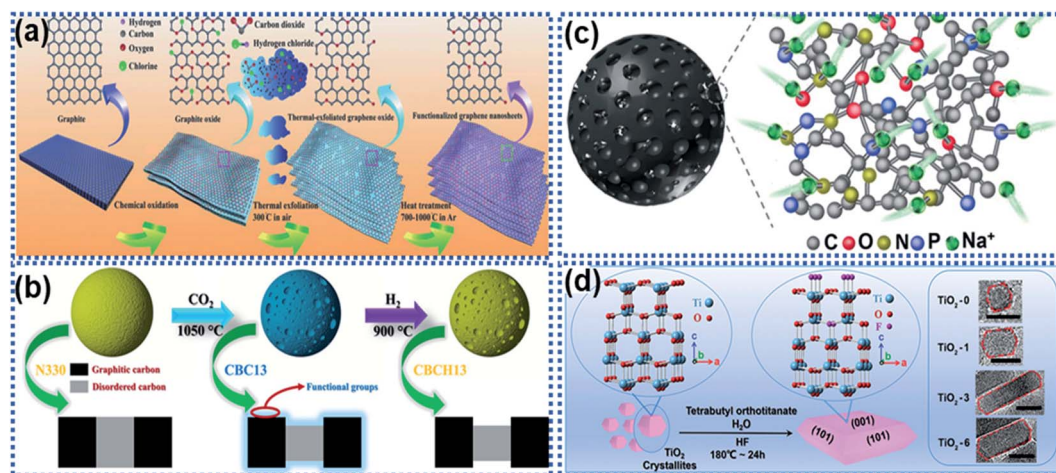 (a)
Hydrogen
Carbon
Oxygen
Chlorine
Carbon dioxide
Hydrogen chloride
Graphite
Graphite oxide
Thermal-exfoliated graphene oxide
Functionalized graphene nanosheets
Chemical oxidation
Thermal exfoliation
300℃ in air
Heat treatment
700-1000℃ in Ar
(b)
CO2
1050 °C
H2
900 °C
N330
CBC13
CBCH13
Graphitic carbon
Disordered carbon
Functional groups
(c)
C O N P Na+
(d)
Ti
O
c
b
a
Ti
O
F
c
b
a
TiO2
Crystallites
Tetrabutyl orthotitanate
H2O
HF
180℃ ~ 24h
(001)
(101)
(101)
TiO2-0
TiO2-1
TiO2-3
TiO2-6